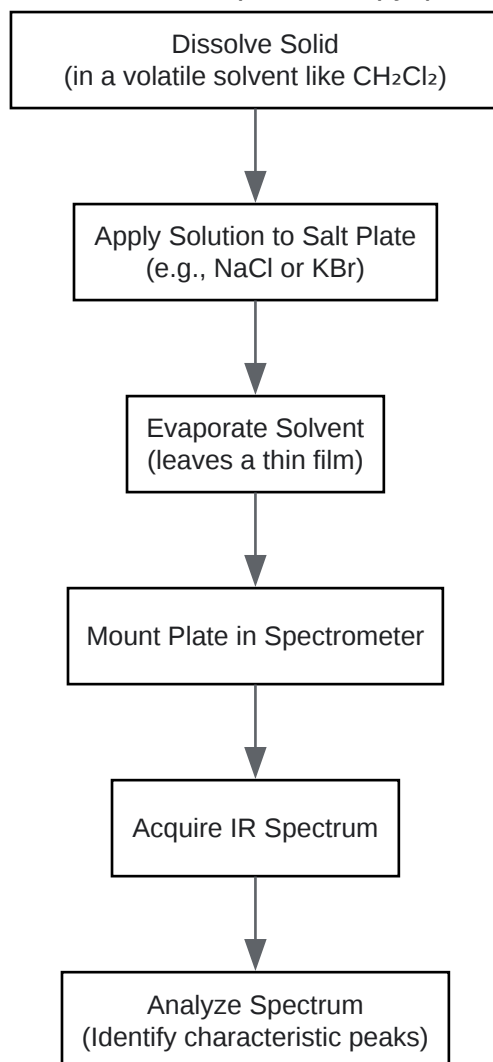 Dissolve Solid
(in a volatile solvent like CH₂Cl₂)
Apply Solution to Salt Plate
(e.g., NaCl or KBr)
Evaporate Solvent
(leaves a thin film)
Mount Plate in Spectrometer
Acquire IR Spectrum
Analyze Spectrum
(Identify characteristic peaks)